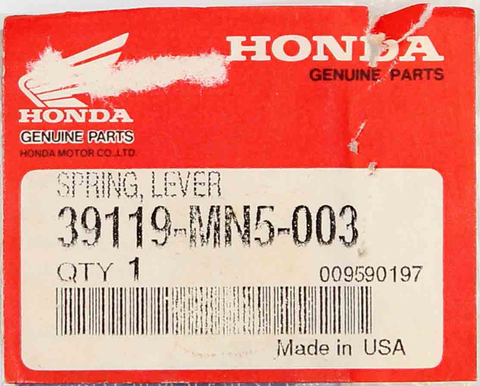 HONDA
GENUINE PARTS
HONDA
GENUINE PARTS
HONDA MOTOR CO.,LTD.
SPRING, LEVER
39119-MN5-003
QTY 1 009590197
Made in USA